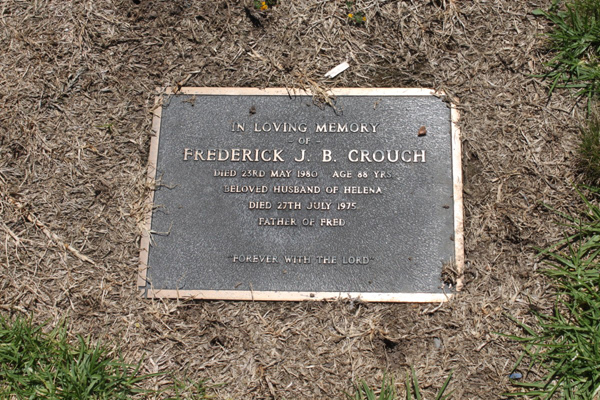 IN LOVING MEMORY
- OF -
FREDERICK J. B. CROUCH
DIED 23RD MAY 1980 AGE 88 YRS.
BELOVED HUSBAND OF HELENA
DIED 27TH JULY 1975
FATHER OF FRED
"FOREVER WITH THE LORD"